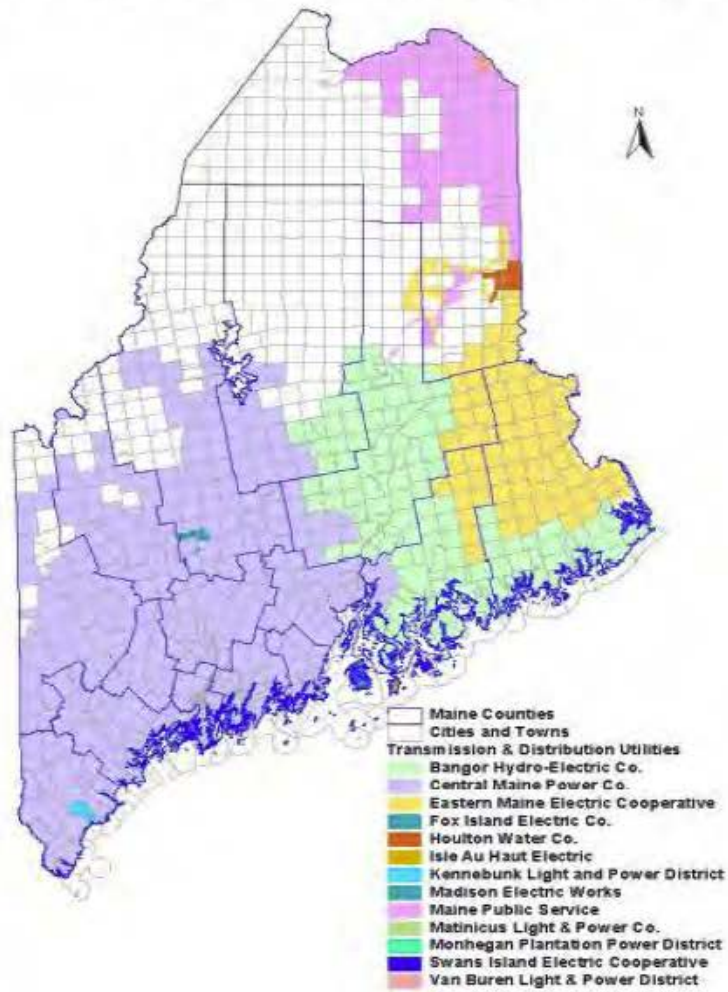 N
Maine Counties
Cities and Towns
Transmission & Distribution Utilities
Bangor Hydro-Electric Co.
Central Maine Power Co.
Eastern Maine Electric Cooperative
Fox Island Electric Co.
Houlton Water Co.
Isle Au Haut Electric
Kennebunk Light and Power District
Madison Electric Works
Maine Public Service
Matinicus Light & Power Co.
Monhegan Plantation Power District
Swans Island Electric Cooperative
Van Buren Light & Power District